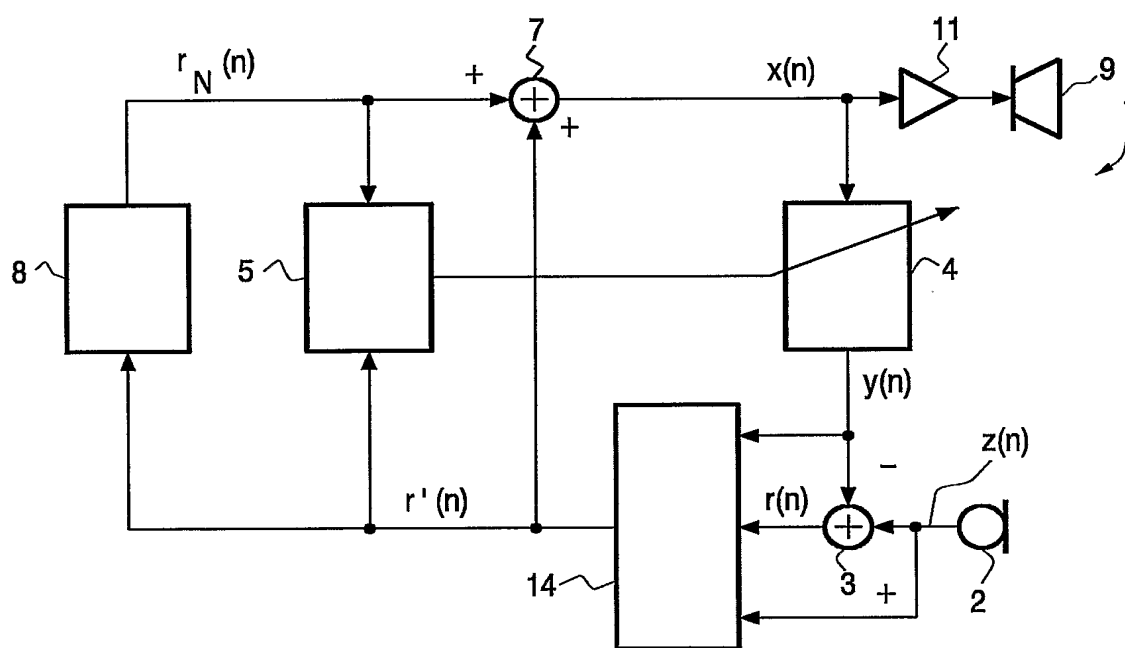 7
11
r_N (n)
+
x(n)
9
+
8
5
4
y(n)
−
z(n)
r(n)
r'(n)
14
3
+
2